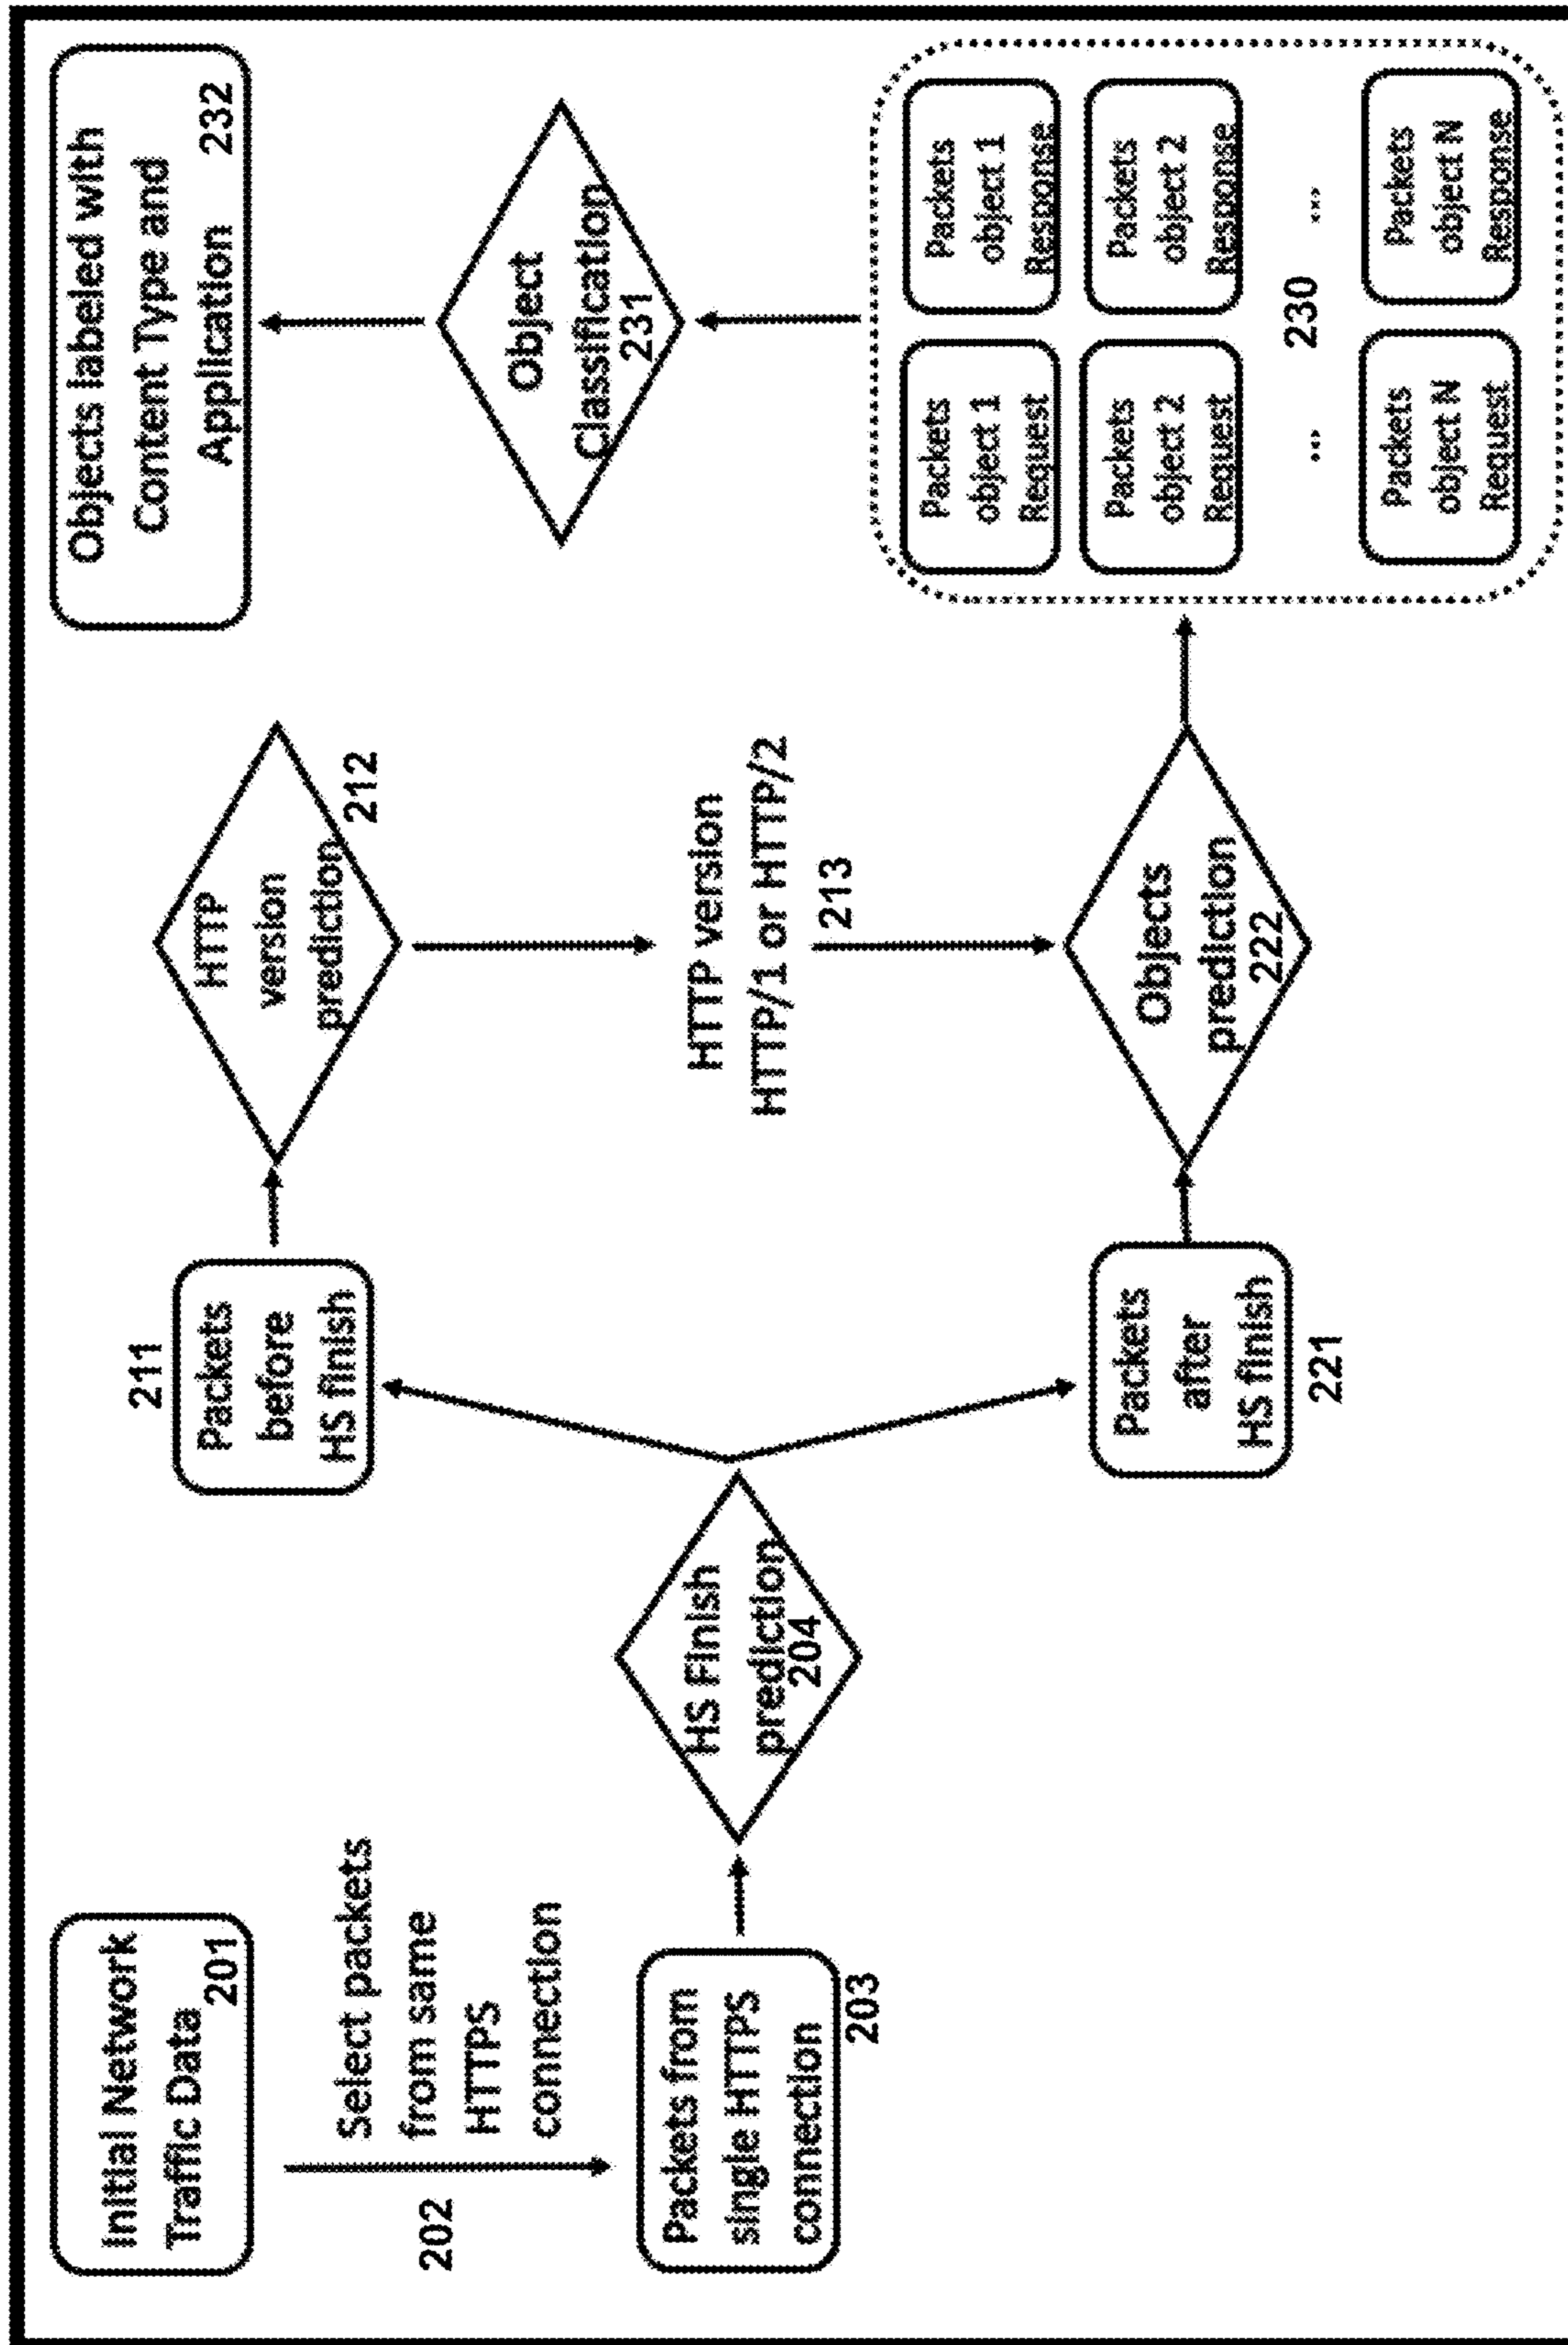 Initial Network
Traffic Data
201
Select packets
from same
HTTPS
connection
202
Packets from
single HTTPS
connection
203
HS Finish
prediction
204
211
Packets
before
HS finish
Packets
after
HS finish
221
HTTP
version
prediction
212
HTTP version
HTTP/1 or HTTP/2
213
Objects
prediction
222
Packets
object 1
Request
Packets
object 1
Response
Packets
object 2
Request
Packets
object 2
Response
... 230 ...
Packets
object N
Request
Packets
object N
Response
Object
Classification
231
Objects labeled with
Content Type and
Application 232